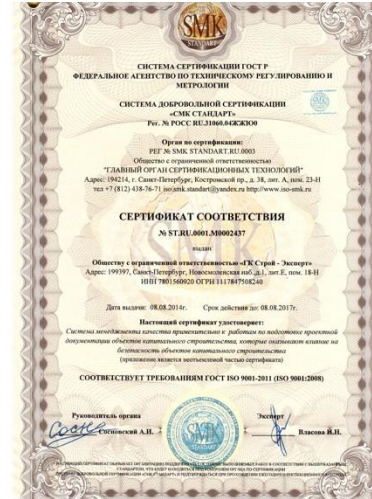 SMK
STANDART
СИСТЕМА СЕРТИФИКАЦИИ ГОСТ Р
ФЕДЕРАЛЬНОЕ АГЕНТСТВО ПО ТЕХНИЧЕСКОМУ РЕГУЛИРОВАНИЮ И
МЕТРОЛОГИИ
СИСТЕМА ДОБРОВОЛЬНОЙ СЕРТИФИКАЦИИ
«СМК СТАНДАРТ»
Рег. № РОСС RU.31060.04ЖЖЮ0
Орган по сертификации:
РЕГ № SMK STANDART.RU.0003
Общество с ограниченной ответственностью
"ГЛАВНЫЙ ОРГАН СЕРТИФИКАЦИОННЫХ ТЕХНОЛОГИЙ"
Адрес: 194214, г. Санкт-Петербург, Костромской пр., д. 38, лит. А, пом. 23-Н
тел +7 (812) 438-76-71 iso.smk.standart@yandex.ru http://www.iso-smk.ru
СЕРТИФИКАТ СООТВЕТСТВИЯ
№ ST.RU.0001.M0002437
выдан
Обществу с ограниченной ответственностью «ГК Строй - Эксперт»
Адрес: 199397, Санкт-Петербург, Новосмоленская наб.,д.1, лит.Е, пом. 18-Н
ИНН 7801560920 ОГРН 1117847508240
Дата выдачи: 08.08.2014г. Срок действия до: 08.08.2017г.
Настоящий сертификат удостоверяет:
Система менеджмента качества применительно к работам по подготовке проектной
документации объектов капитального строительства, которые оказывают влияние на
безопасность объектов капитального строительства
(приложение является неотъемлемой частью сертификата)
СООТВЕТСТВУЕТ ТРЕБОВАНИЯМ ГОСТ ISO 9001-2011 (ISO 9001:2008)
Руководитель органа Эксперт
Сосновский А.И. Власова Н.Н.
SMK
STANDART